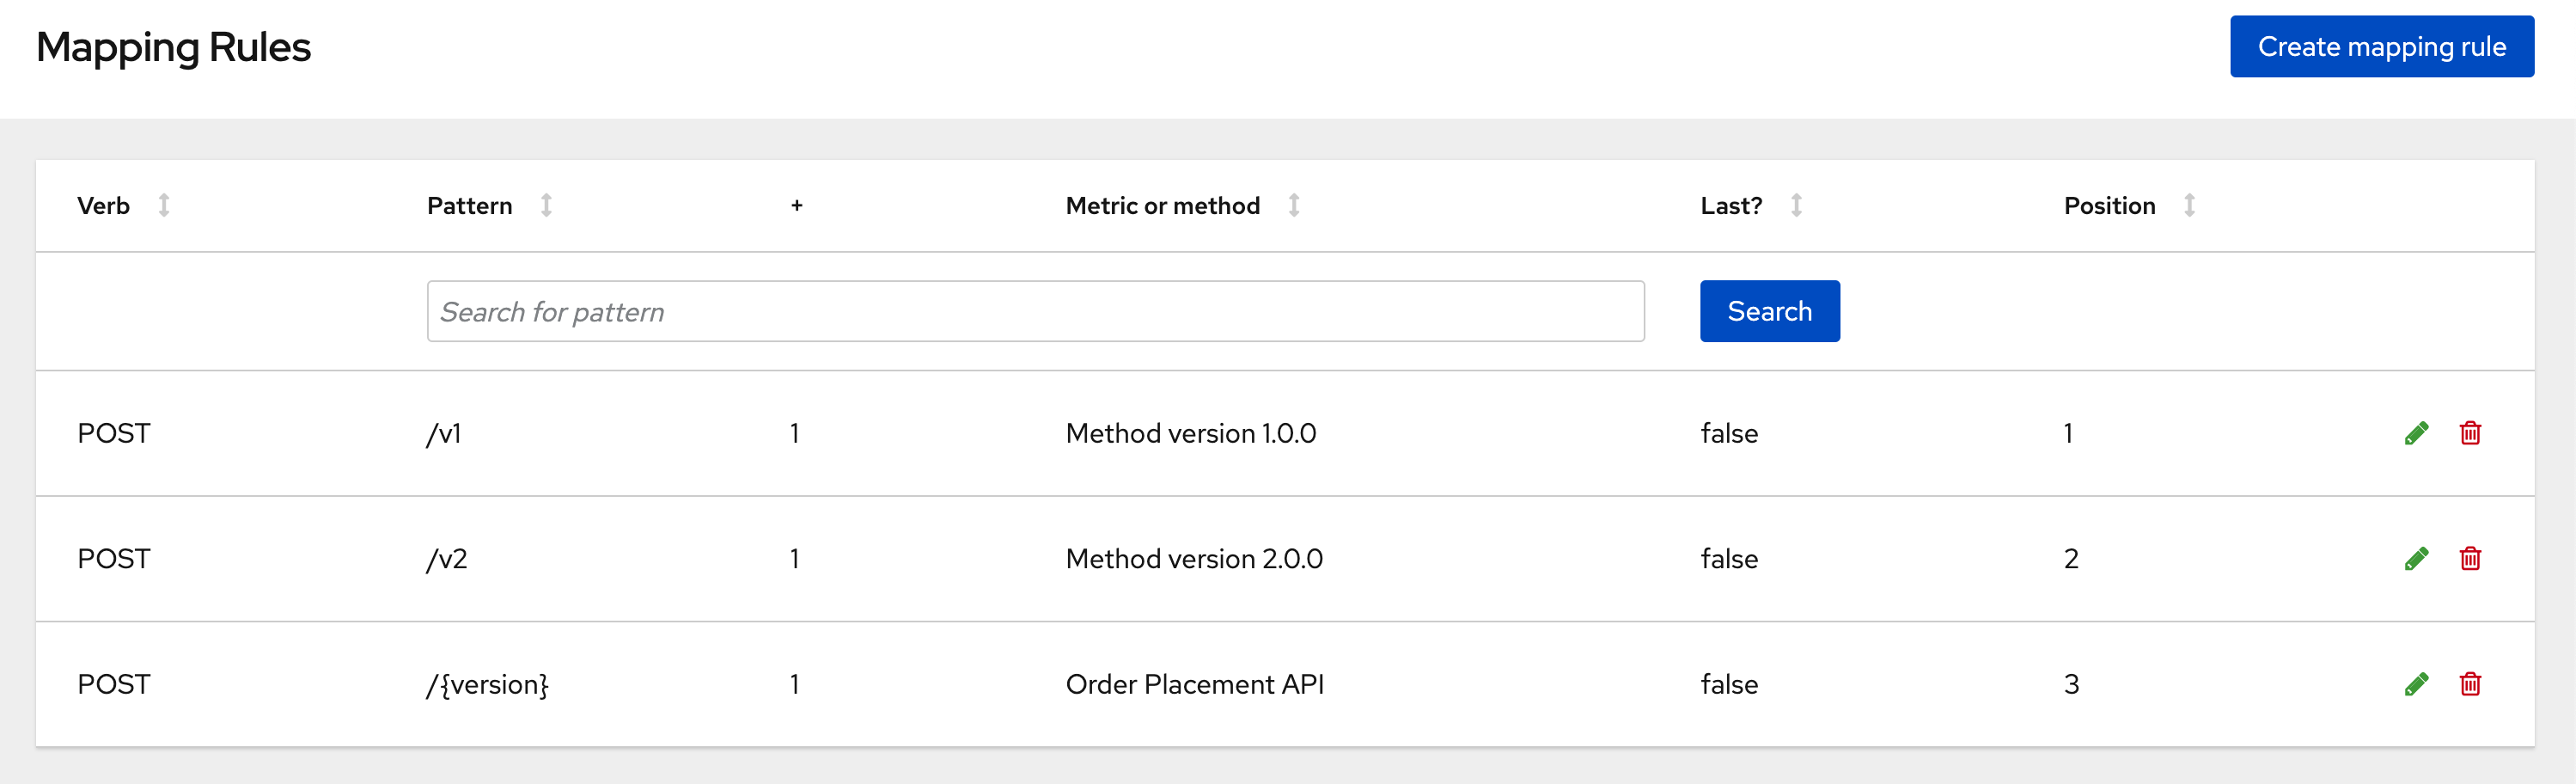 Mapping Rules
Create mapping rule
Verb Pattern + Metric or method Last? Position
Search for pattern Search
POST /v1 1 Method version 1.0.0 false 1
POST /v2 1 Method version 2.0.0 false 2
POST /{version} 1 Order Placement API false 3